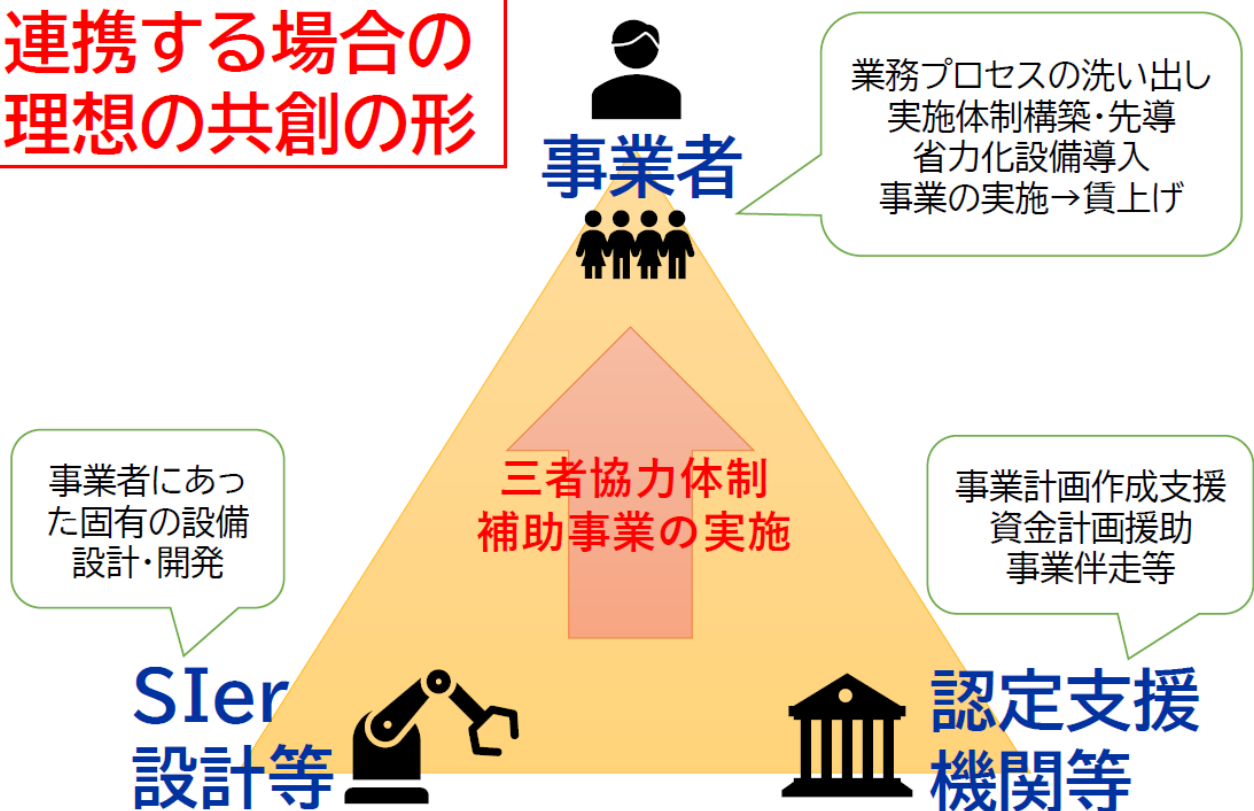 連携する場合の
理想の共創の形
事業者
業務プロセスの洗い出し
実施体制構築・先導
省力化設備導入
事業の実施→賃上げ
三者協力体制
補助事業の実施
事業者にあっ
た固有の設備
設計・開発
SIer
設計等
事業計画作成支援
資金計画援助
事業伴走等
認定支援
機関等